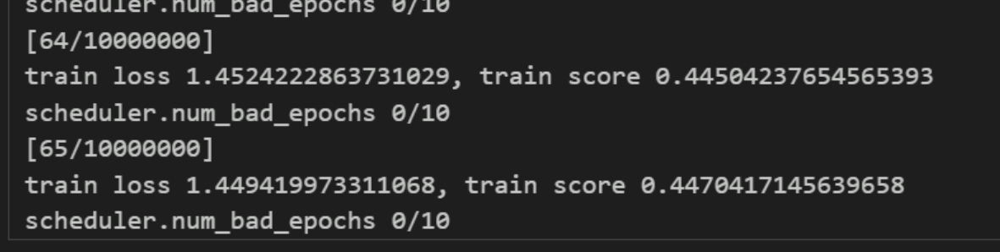 scheduler.num_bad_epochs 0/10
[64/10000000]
train loss 1.4524222863731029, train score 0.44504237654565393
scheduler.num_bad_epochs 0/10
[65/10000000]
train loss 1.449419973311068, train score 0.4470417145639658
scheduler.num_bad_epochs 0/10